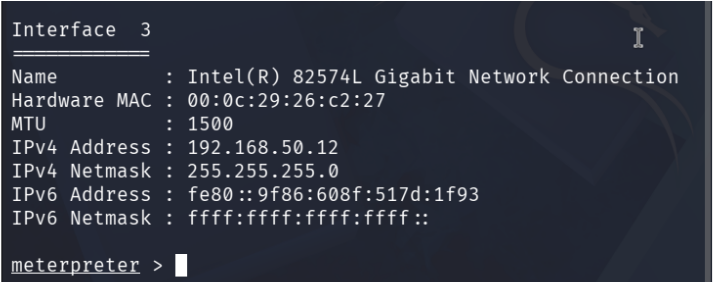 Interface  3
============
Name         : Intel(R) 82574L Gigabit Network Connection
Hardware MAC : 00:0c:29:26:c2:27
MTU          : 1500
IPv4 Address : 192.168.50.12
IPv4 Netmask : 255.255.255.0
IPv6 Address : fe80::9f86:608f:517d:1f93
IPv6 Netmask : ffff:ffff:ffff:ffff::
meterpreter >